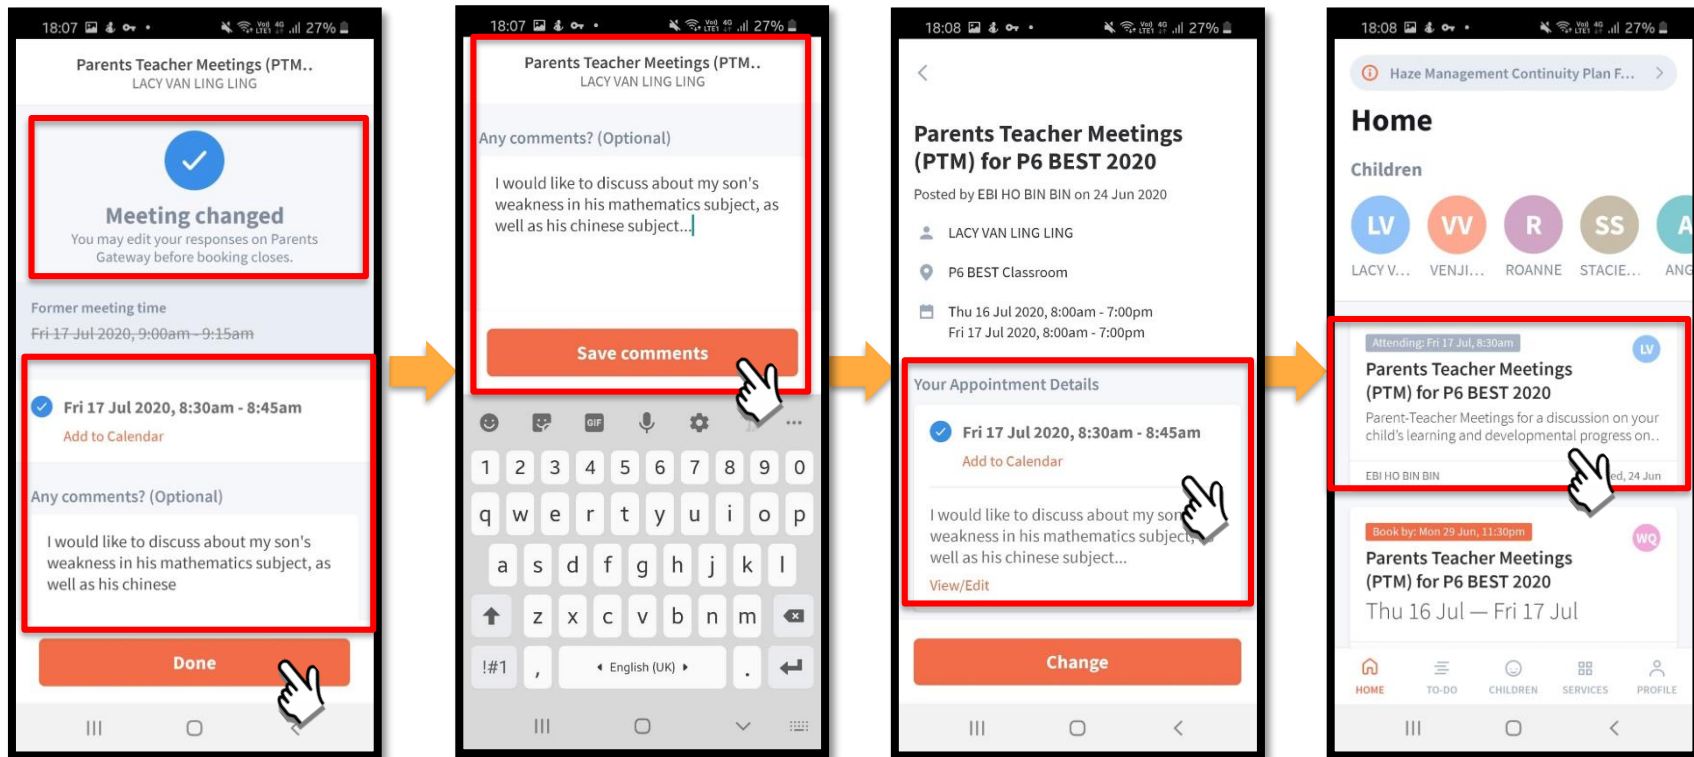 18:07
27%
Parents Teacher Meetings (PTM..
LACY VAN LING LING
Meeting changed
You may edit your responses on Parents
Gateway before booking closes.
Former meeting time
Fri 17 Jul 2020, 9:00am - 9:15am
Fri 17 Jul 2020, 8:30am - 8:45am
Add to Calendar
Any comments? (Optional)
I would like to discuss about my son's
weakness in his mathematics subject, as
well as his chinese
Done
18:07
27%
Parents Teacher Meetings (PTM..
LACY VAN LING LING
Any comments? (Optional)
I would like to discuss about my son's
weakness in his mathematics subject, as
well as his chinese subject...
Save comments
GIF
1 2 3 4 5 6 7 8 9 0
q w e r t y u i o p
a s d f g h j k l
z x c v b n m
!#1 , English (UK) .
18:08
27%
Parents Teacher Meetings
(PTM) for P6 BEST 2020
Posted by EBI HO BIN BIN on 24 Jun 2020
LACY VAN LING LING
P6 BEST Classroom
Thu 16 Jul 2020, 8:00am - 7:00pm
Fri 17 Jul 2020, 8:00am - 7:00pm
Your Appointment Details
Fri 17 Jul 2020, 8:30am - 8:45am
Add to Calendar
I would like to discuss about my son
weakness in his mathematics subject,
well as his chinese subject...
View/Edit
Change
18:08
27%
Haze Management Continuity Plan F...
Home
Children
LV VV R SS A
LACY V... VENJI... ROANNE STACIE... ANG
Attending: Fri 17 Jul, 8:30am
LV
Parents Teacher Meetings
(PTM) for P6 BEST 2020
Parent-Teacher Meetings for a discussion on your
child's learning and developmental progress on..
EBI HO BIN BIN ed, 24 Jun
Book by: Mon 29 Jun, 11:30pm
WQ
Parents Teacher Meetings
(PTM) for P6 BEST 2020
Thu 16 Jul — Fri 17 Jul
HOME TO-DO CHILDREN SERVICES PROFILE